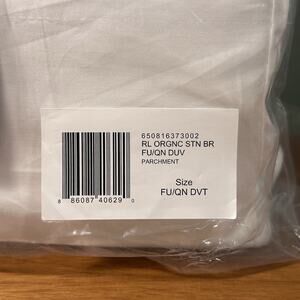 650816373002
RL ORGNC STN BR
FU/QN DUV
PARCHMENT
8 86087 40629 0
Size
FU/QN DVT